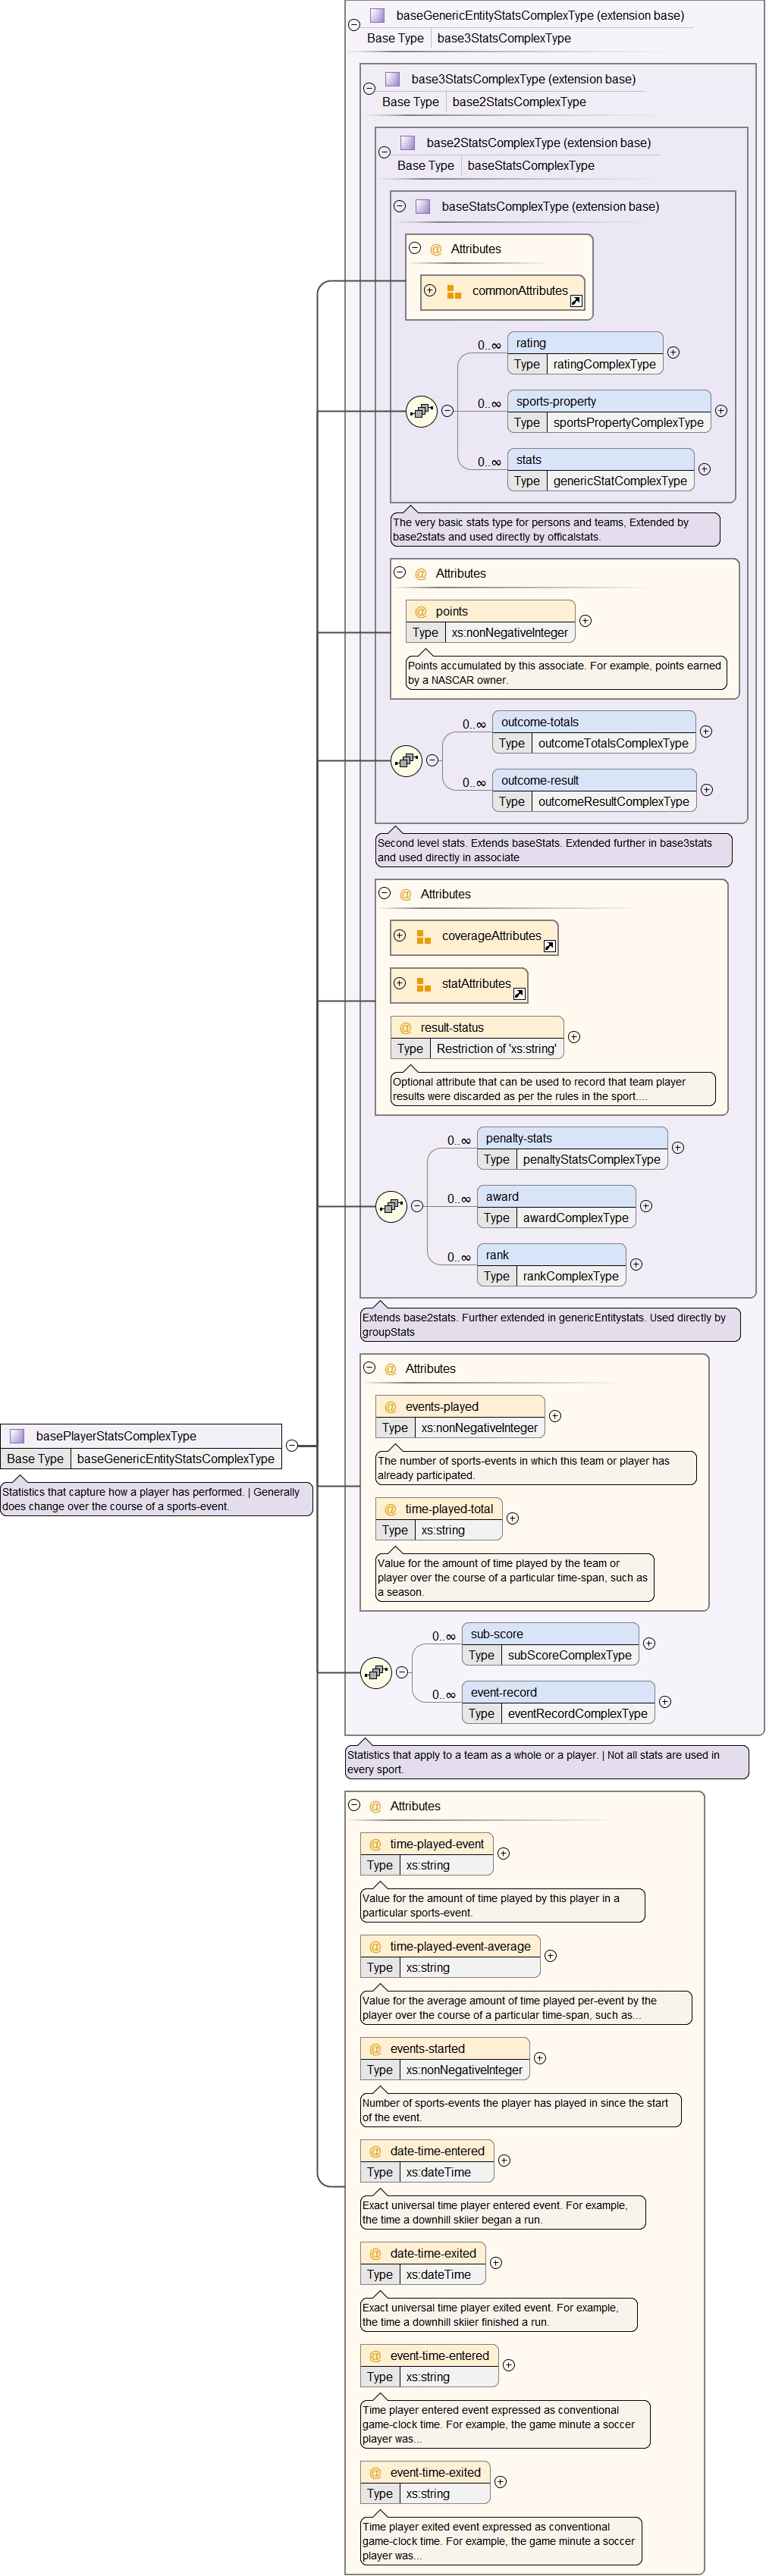 baseGenericEntityStatsComplexType (extension base)
Base Type base3StatsComplexType
base3StatsComplexType (extension base)
Base Type base2StatsComplexType
base2StatsComplexType (extension base)
Base Type baseStatsComplexType
baseStatsComplexType (extension base)
@ Attributes
commonAttributes
0..∞ rating
Type ratingComplexType
0..∞ sports-property
Type sportsPropertyComplexType
0..∞ stats
Type genericStatComplexType
The very basic stats type for persons and teams, Extended by
base2stats and used directly by officalstats.
@ Attributes
@ points
Type xs:nonNegativeInteger
Points accumulated by this associate. For example, points earned
by a NASCAR owner.
0..∞ outcome-totals
Type outcomeTotalsComplexType
0..∞ outcome-result
Type outcomeResultComplexType
Second level stats. Extends baseStats. Extended further in base3stats
and used directly in associate
@ Attributes
coverageAttributes
statAttributes
@ result-status
Type Restriction of 'xs:string'
Optional attribute that can be used to record that team player
results were discarded as per the rules in the sport....
0..∞ penalty-stats
Type penaltyStatsComplexType
0..∞ award
Type awardComplexType
0..∞ rank
Type rankComplexType
Extends base2stats. Further extended in genericEntitystats. Used directly by
groupStats
@ Attributes
@ events-played
Type xs:nonNegativeInteger
The number of sports-events in which this team or player has
already participated.
@ time-played-total
Type xs:string
Value for the amount of time played by the team or
player over the course of a particular time-span, such as
a season.
basePlayerStatsComplexType
Base Type baseGenericEntityStatsComplexType
Statistics that capture how a player has performed. | Generally
does change over the course of a sports-event.
0..∞ sub-score
Type subScoreComplexType
0..∞ event-record
Type eventRecordComplexType
Statistics that apply to a team as a whole or a player. | Not all stats are used in
every sport.
@ Attributes
@ time-played-event
Type xs:string
Value for the amount of time played by this player in a
particular sports-event.
@ time-played-event-average
Type xs:string
Value for the average amount of time played per-event by the
player over the course of a particular time-span, such as...
@ events-started
Type xs:nonNegativeInteger
Number of sports-events the player has played in since the start
of the event.
@ date-time-entered
Type xs:dateTime
Exact universal time player entered event. For example,
the time a downhill skiier began a run.
@ date-time-exited
Type xs:dateTime
Exact universal time player exited event. For example,
the time a downhill skiier finished a run.
@ event-time-entered
Type xs:string
Time player entered event expressed as conventional
game-clock time. For example, the game minute a soccer
player was...
@ event-time-exited
Type xs:string
Time player exited event expressed as conventional
game-clock time. For example, the game minute a soccer
player was...